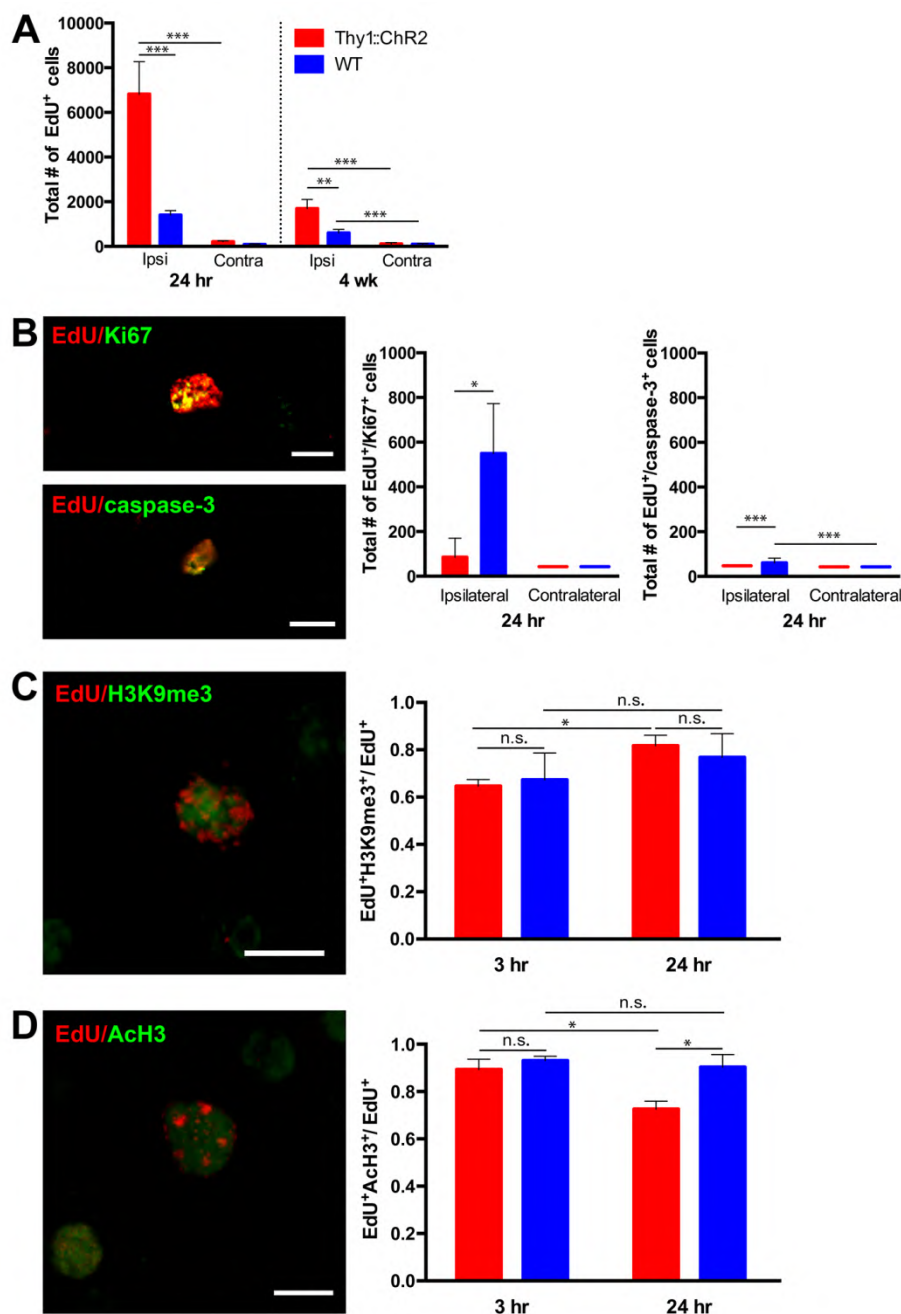 A
Total # of EdU⁺ cells
10000
8000
6000
4000
2000
0
***
***
***
**
***
Thy1::ChR2
WT
Ipsi
Contra
Ipsi
Contra
24 hr
4 wk
B
EdU/Ki67
EdU/caspase-3
Total # of EdU⁺/Ki67⁺ cells
1000
800
600
400
200
0
*
Ipsilateral
Contralateral
24 hr
Total # of EdU⁺/caspase-3⁺ cells
1000
800
600
400
200
0
***
***
Ipsilateral
Contralateral
24 hr
C
EdU/H3K9me3
EdU⁺H3K9me3⁺/ EdU⁺
1.0
0.8
0.6
0.4
0.2
0.0
n.s.
*
n.s.
n.s.
3 hr
24 hr
D
EdU/AcH3
EdU⁺AcH3⁺/ EdU⁺
1.0
0.8
0.6
0.4
0.2
0.0
n.s.
*
n.s.
*
3 hr
24 hr